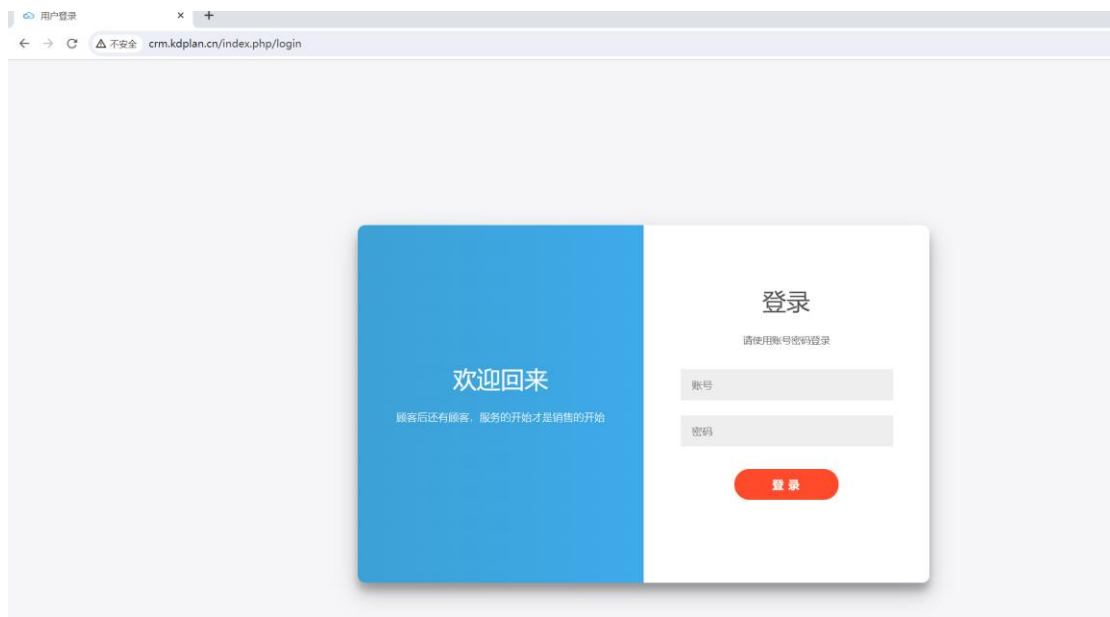 用户登录
不安全 crm.kdplan.cn/index.php/login
欢迎回来
顾客后还有顾客，服务的开始才是销售的开始
登录
请使用账号密码登录
账号
密码
登 录